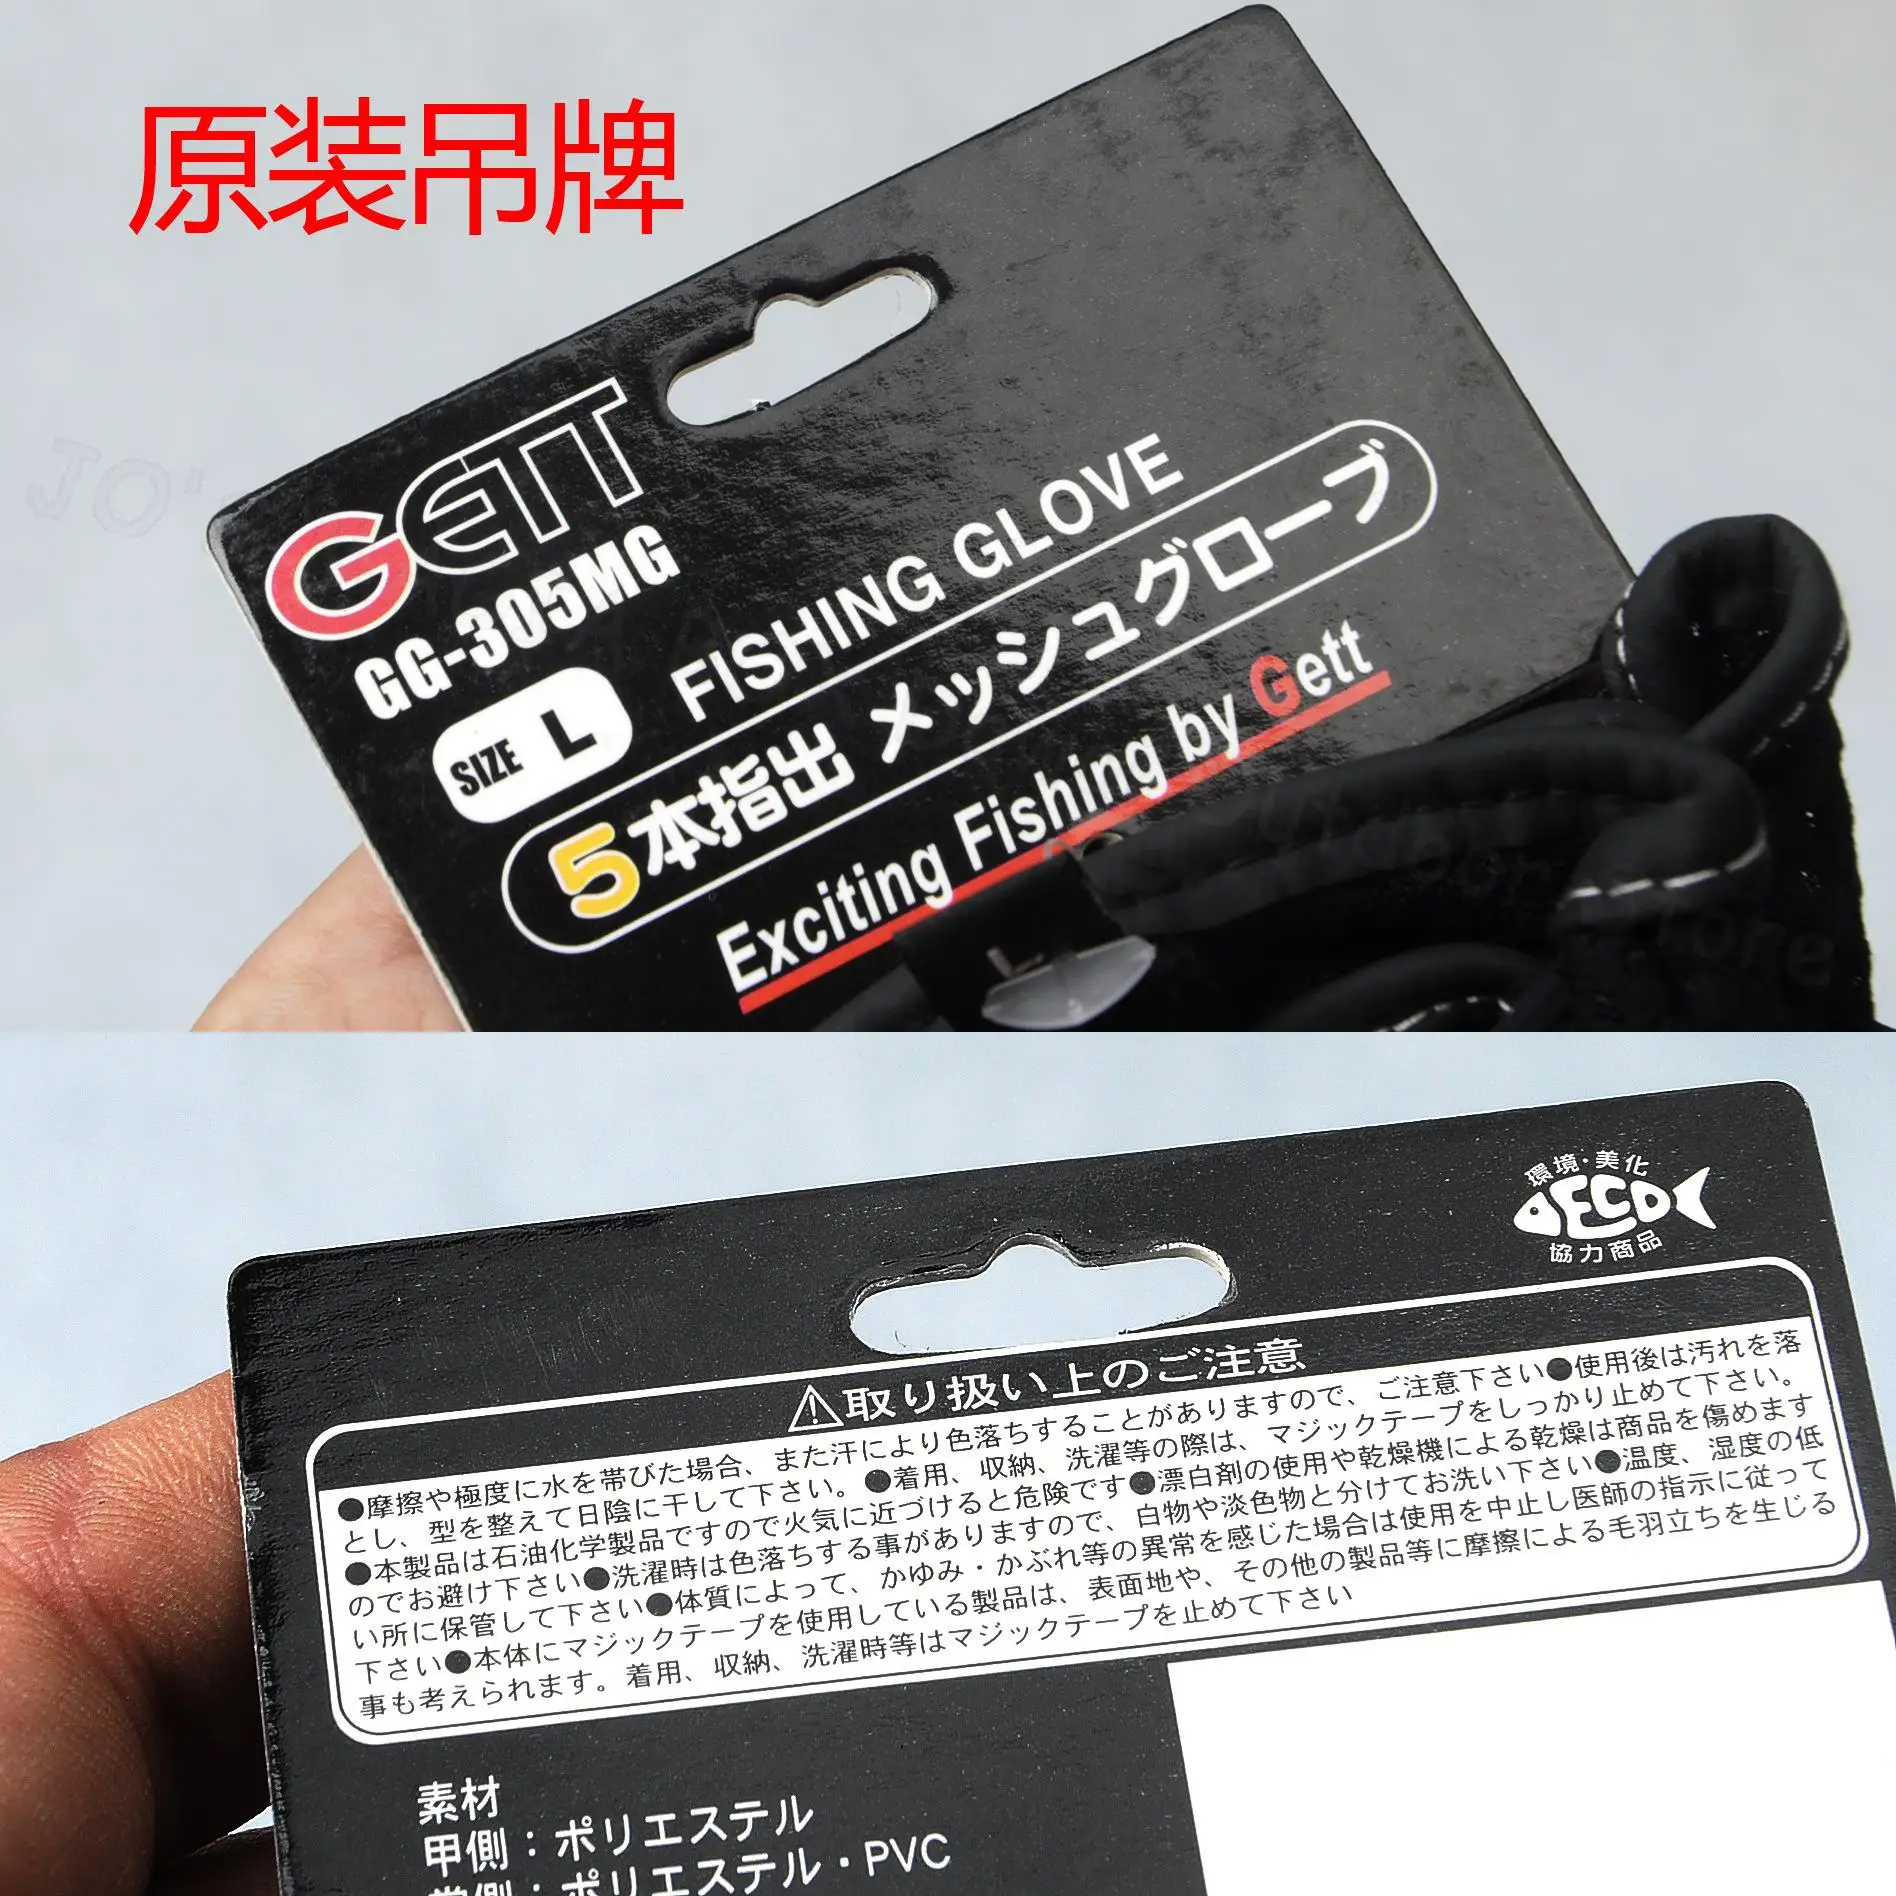 原装吊牌
GETT
GG-305MG
SIZE L
FISHING GLOVE
5本指出 メッシュグローブ
Exciting Fishing by Gett
JO'
環境・美化
ECO
協力商品
⚠取り扱い上のご注意
●摩擦や極度に水を帯びた場合、また汗により色落ちすることがありますので、ご注意下さい●使用後は汚れを落
とし、型を整えて日陰に干して下さい。●着用、収納、洗濯等の際は、マジックテープをしっかり止めて下さい。
●本製品は石油化学製品ですので火気に近づけると危険です●漂白剤の使用や乾燥機による乾燥は商品を傷めます
のでお避け下さい●洗濯時は色落ちする事がありますので、白物や淡色物と分けてお洗い下さい●温度、湿度の低
い所に保管して下さい●体質によって、かゆみ・かぶれ等の異常を感じた場合は使用を中止し医師の指示に従って
下さい●本体にマジックテープを使用している製品は、表面地や、その他の製品等に摩擦による毛羽立ちを生じる
事も考えられます。着用、収納、洗濯時等はマジックテープを止めて下さい
素材
甲側：ポリエステル
掌側：ポリエステル・PVC